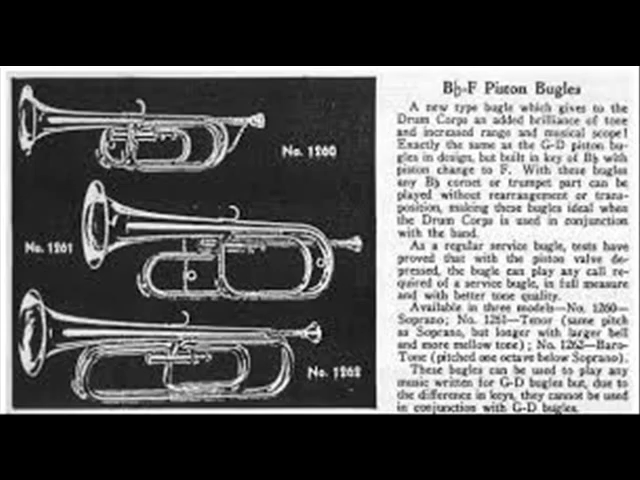 No. 1260
No. 1261
No. 1262
B♭-F Piston Bugles
A new type bugle which gives to the
Drum Corps an added brilliance of tone
and increased range and musical scope!
Exactly the same as the G-D piston bu-
gles in design, but built in key of B♭ with
piston change to F. With these bugles
any B♭ cornet or trumpet part can be
played without rearrangement or trans-
position, making these bugles ideal when
the Drum Corps is used in conjunction
with the band.
As a regular service bugle, tests have
proved that with the piston valve de-
pressed, the bugle can play any call re-
quired of a service bugle, in full measure
and with better tone quality.
Available in three models—No. 1260—
Soprano; No. 1261—Tenor (same pitch
as Soprano, but longer with larger bell
and more mellow tone); No. 1262—Baro-
Tone (pitched one octave below Soprano).
These bugles can be used to play any
music written for G-D bugles but, due to
the difference in keys, they cannot be used
in conjunction with G-D bugles.